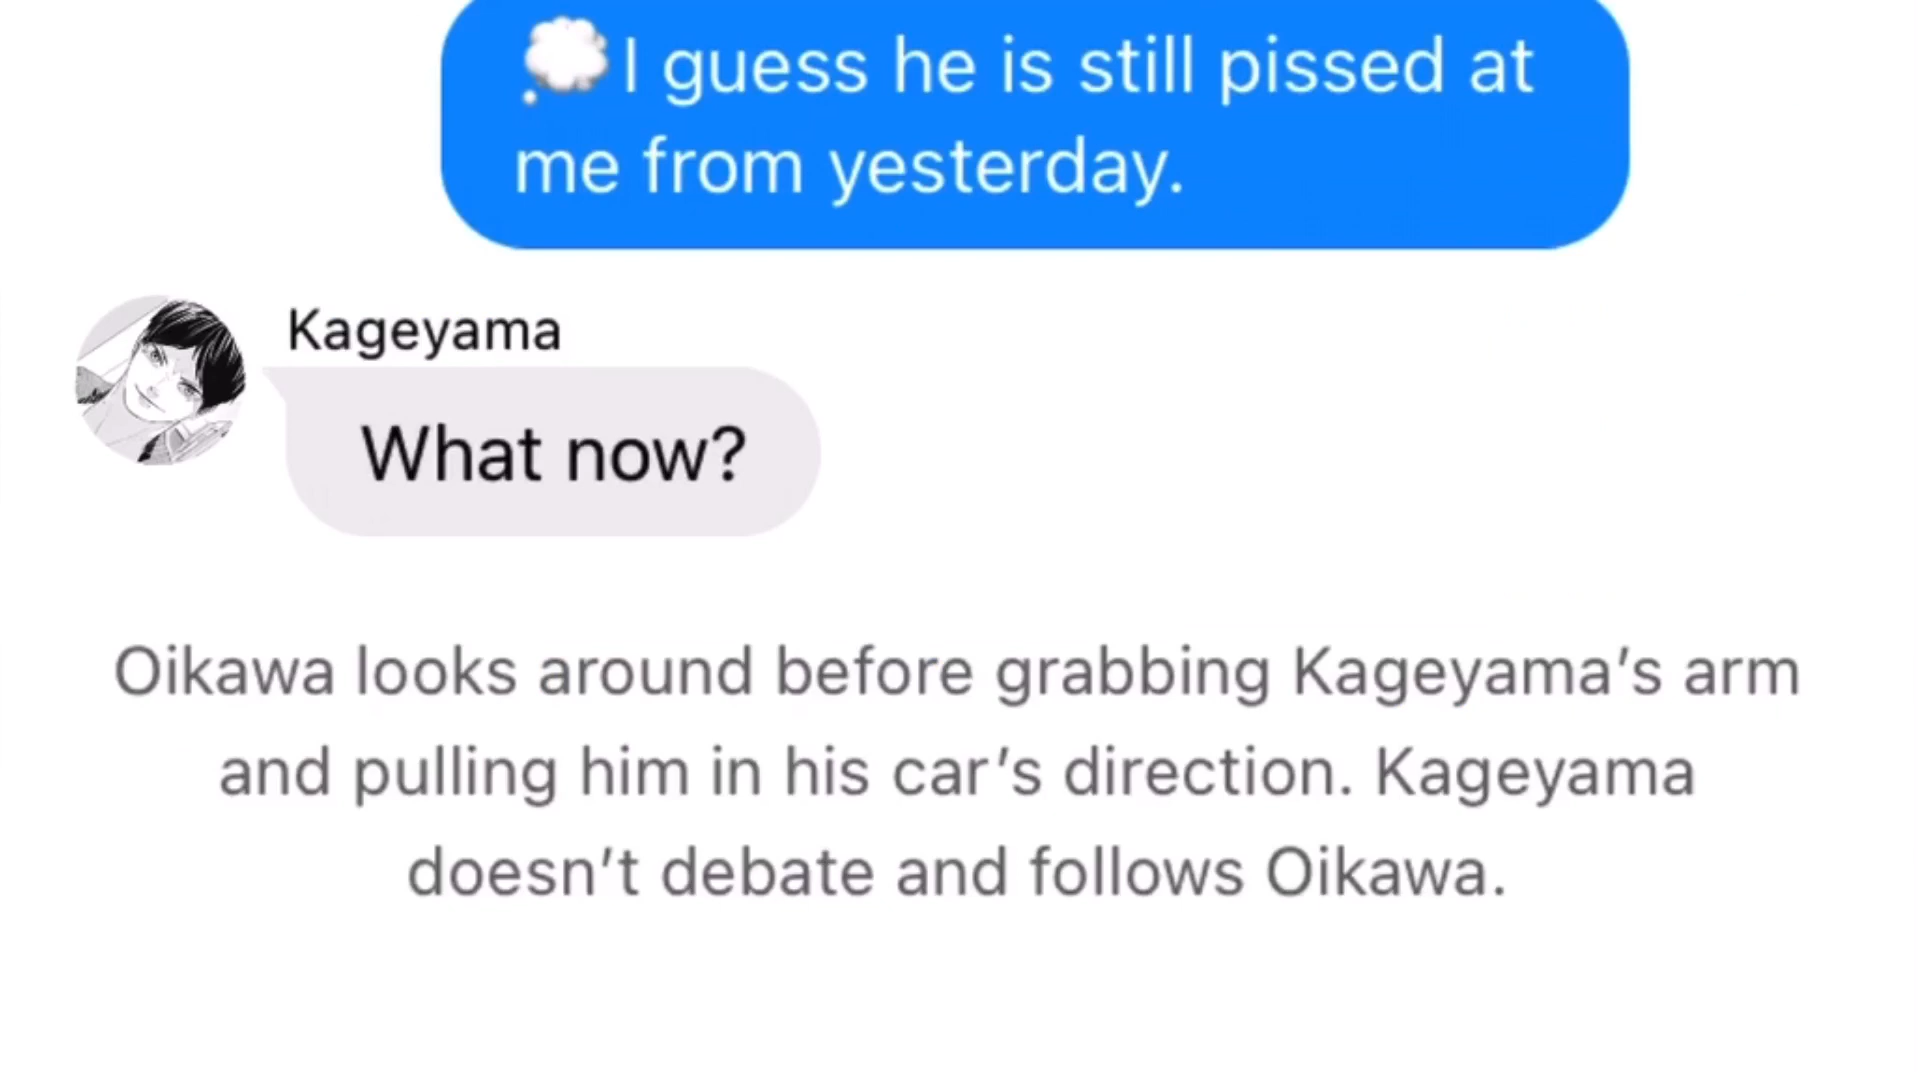 💭I guess he is still pissed at
me from yesterday.
Kageyama
What now?
Oikawa looks around before grabbing Kageyama’s arm
and pulling him in his car’s direction. Kageyama
doesn’t debate and follows Oikawa.